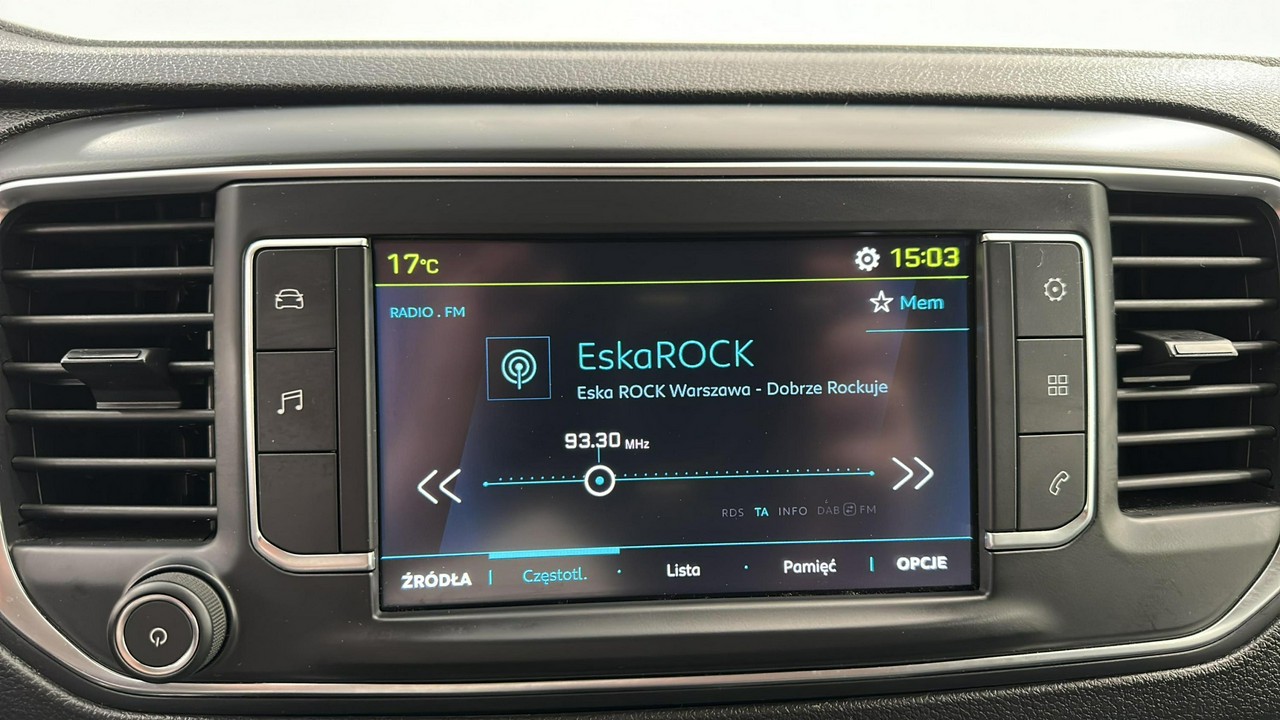 17°C
15:03
RADIO . FM
Mem
EskaROCK
Eska ROCK Warszawa - Dobrze Rockuje
93.30 MHz
RDS TA INFO DAB FM
ŹRÓDŁA | Częstotl. · Lista · Pamięć | OPCJE